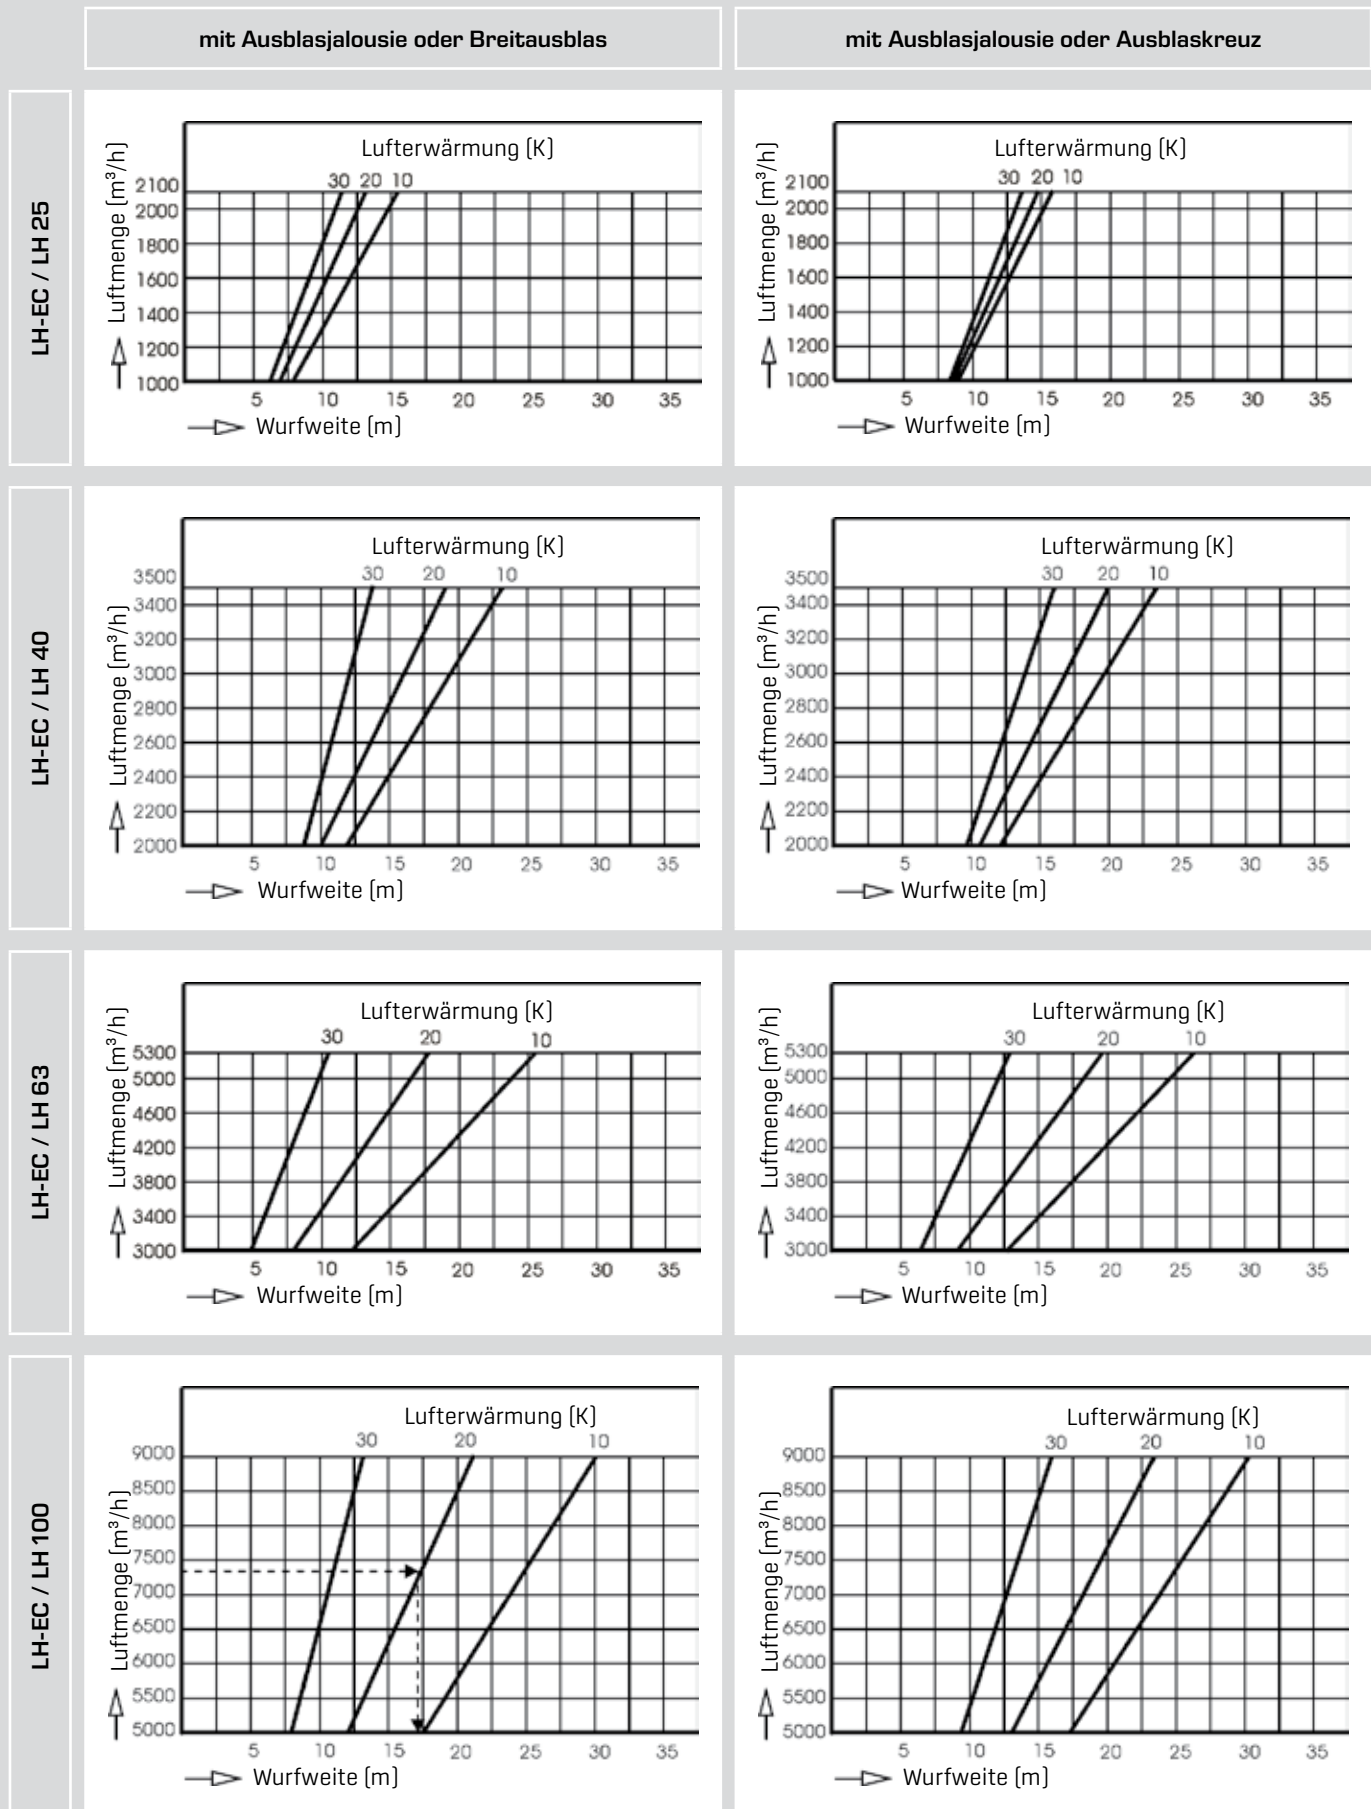 mit Ausblasjalousie oder Breitausblas
mit Ausblasjalousie oder Ausblaskreuz
LH-EC / LH 25
Luftmenge (m³/h)
Lufterwärmung (K)
30 20 10
2100
2000
1800
1600
1400
1200
1000
5 10 15 20 25 30 35
Wurfweite (m)
Luftmenge (m³/h)
Lufterwärmung (K)
30 20 10
2100
2000
1800
1600
1400
1200
1000
5 10 15 20 25 30 35
Wurfweite (m)
LH-EC / LH 40
Luftmenge (m³/h)
Lufterwärmung (K)
30 20 10
3500
3400
3200
3000
2800
2600
2400
2200
2000
5 10 15 20 25 30 35
Wurfweite (m)
Luftmenge (m³/h)
Lufterwärmung (K)
30 20 10
3500
3400
3200
3000
2800
2600
2400
2200
2000
5 10 15 20 25 30 35
Wurfweite (m)
LH-EC / LH 63
Luftmenge (m³/h)
Lufterwärmung (K)
30 20 10
5300
5000
4600
4200
3800
3400
3000
5 10 15 20 25 30 35
Wurfweite (m)
Luftmenge (m³/h)
Lufterwärmung (K)
30 20 10
5300
5000
4600
4200
3800
3400
3000
5 10 15 20 25 30 35
Wurfweite (m)
LH-EC / LH 100
Luftmenge (m³/h)
Lufterwärmung (K)
30 20 10
9000
8500
8000
7500
7000
6500
6000
5500
5000
5 10 15 20 25 30 35
Wurfweite (m)
Luftmenge (m³/h)
Lufterwärmung (K)
30 20 10
9000
8500
8000
7500
7000
6500
6000
5500
5000
5 10 15 20 25 30 35
Wurfweite (m)